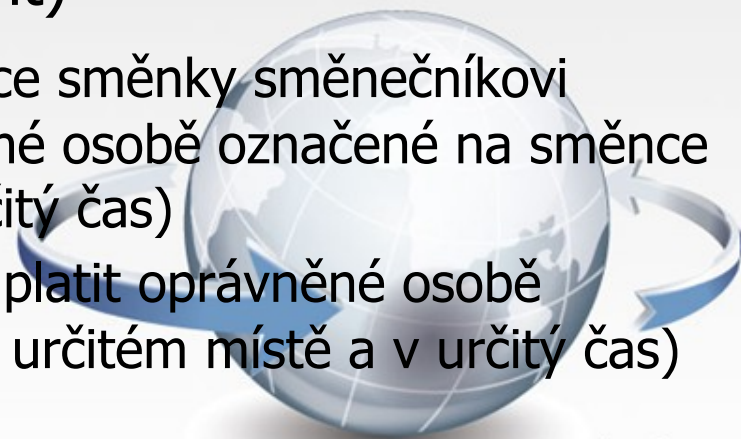 ce směnky směnečníkovi
né osobě označené na směnce
čitý čas)
platit oprávněné osobě
určitém místě a v určitý čas)